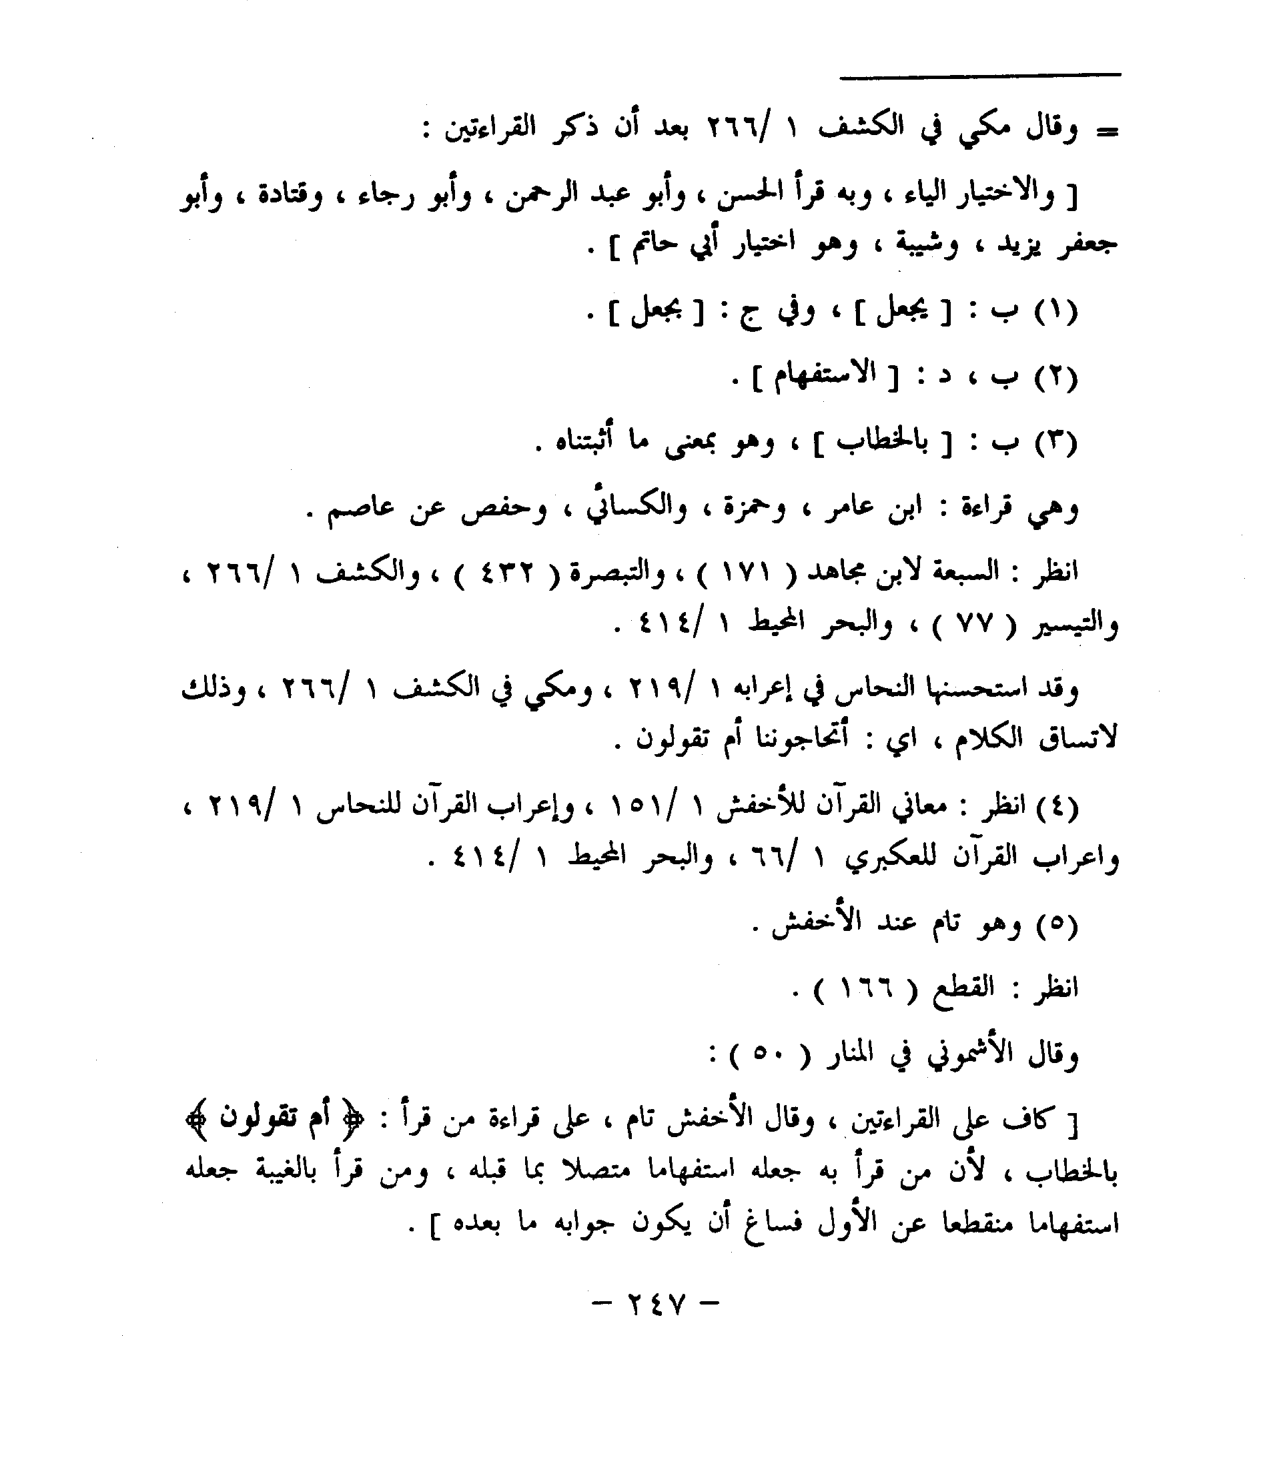 = وقال مكي في الكشف ١ /٢٦٦ بعد أن ذكر القراءتين :
[ والاختيار الياء ، وبه قرأ الحسن ، وأبو عبد الرحمن ، وأبو رجاء ، وقتادة ، وأبو
جعفر يزيد ، وشيبة ، وهو اختيار أبي حاتم ] .
(١) ب : [ يجعل ] ، وفي ج : [ بجعل ] .
(٢) ب ، د : [ الاستفهام ] .
(٣) ب : [ بالخطاب ] ، وهو بمعنى ما أثبتناه .
وهي قراءة : ابن عامر ، وحمزة ، والكسائي ، وحفص عن عاصم .
انظر : السبعة لابن مجاهد ( ١٧١ ) ، والتبصرة ( ٤٣٢ ) ، والكشف ١ /٢٦٦ ،
والتيسير ( ٧٧ ) ، والبحر المحيط ١ /٤١٤ .
وقد استحسنها النحاس في إعرابه ١ /٢١٩ ، ومكي في الكشف ١ /٢٦٦ ، وذلك
لاتساق الكلام ، اي : أتحاجوننا أم تقولون .
(٤) انظر : معاني القرآن للأخفش ١ /١٥١ ، وإعراب القرآن للنحاس ١ /٢١٩ ،
واعراب القرآن للعكبري ١ /٦٦ ، والبحر المحيط ١ /٤١٤ .
(٥) وهو تام عند الأخفش .
انظر : القطع ( ١٦٦ ) .
وقال الأشموني في المنار ( ٥٠ ) :
[ كاف على القراءتين ، وقال الأخفش تام ، على قراءة من قرأ : ﴿ أم تقولون ﴾
بالخطاب ، لأن من قرأ به جعله استفهاما متصلا بما قبله ، ومن قرأ بالغيبة جعله
استفهاما منقطعا عن الأول فساغ أن يكون جوابه ما بعده ] .
– ٢٤٧ –